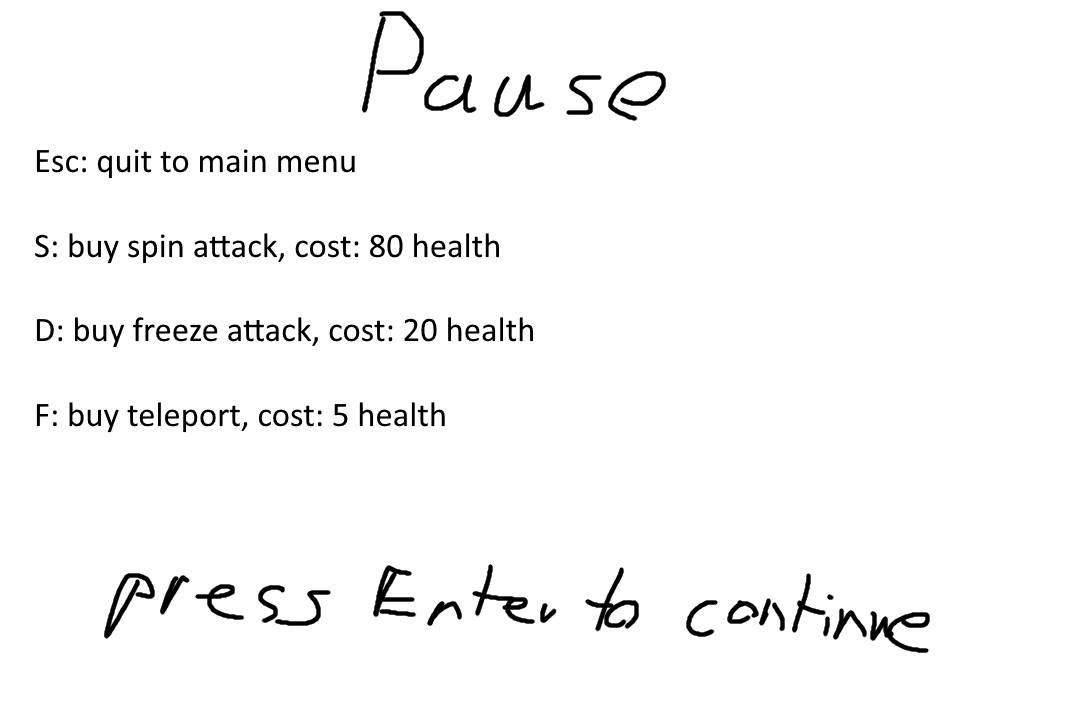 Pause
Esc: quit to main menu
S: buy spin attack, cost: 80 health
D: buy freeze attack, cost: 20 health
F: buy teleport, cost: 5 health
press Enter to continue